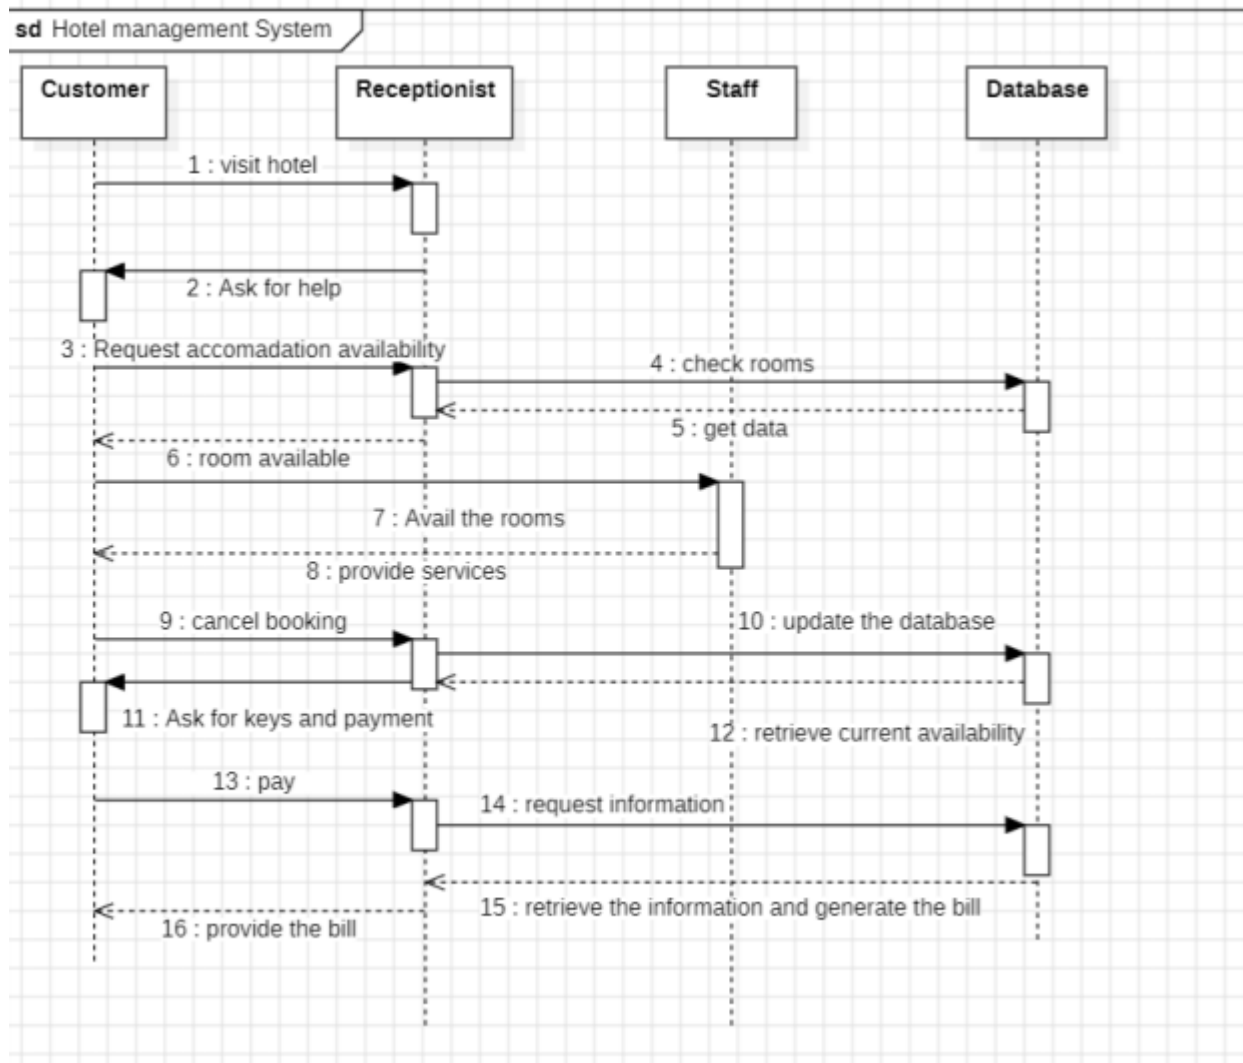 sd Hotel management System
Customer
Receptionist
Staff
Database
1 : visit hotel
2 : Ask for help
3 : Request accomadation availability
4 : check rooms
5 : get data
6 : room available
7 : Avail the rooms
8 : provide services
9 : cancel booking
10 : update the database
11 : Ask for keys and payment
12 : retrieve current availability
13 : pay
14 : request information
15 : retrieve the information and generate the bill
16 : provide the bill